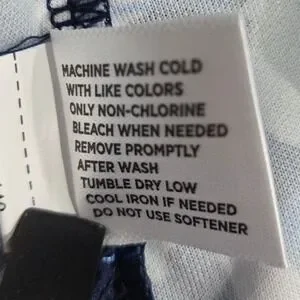 MACHINE WASH COLD
WITH LIKE COLORS
ONLY NON-CHLORINE
BLEACH WHEN NEEDED
REMOVE PROMPTLY
AFTER WASH
TUMBLE DRY LOW
COOL IRON IF NEEDED
DO NOT USE SOFTENER